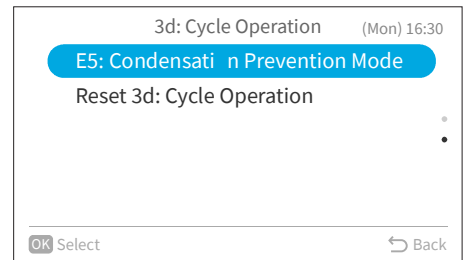 3d: Cycle Operation (Mon) 16:30
E5: Condensati n Prevention Mode
Reset 3d: Cycle Operation
OK Select Back